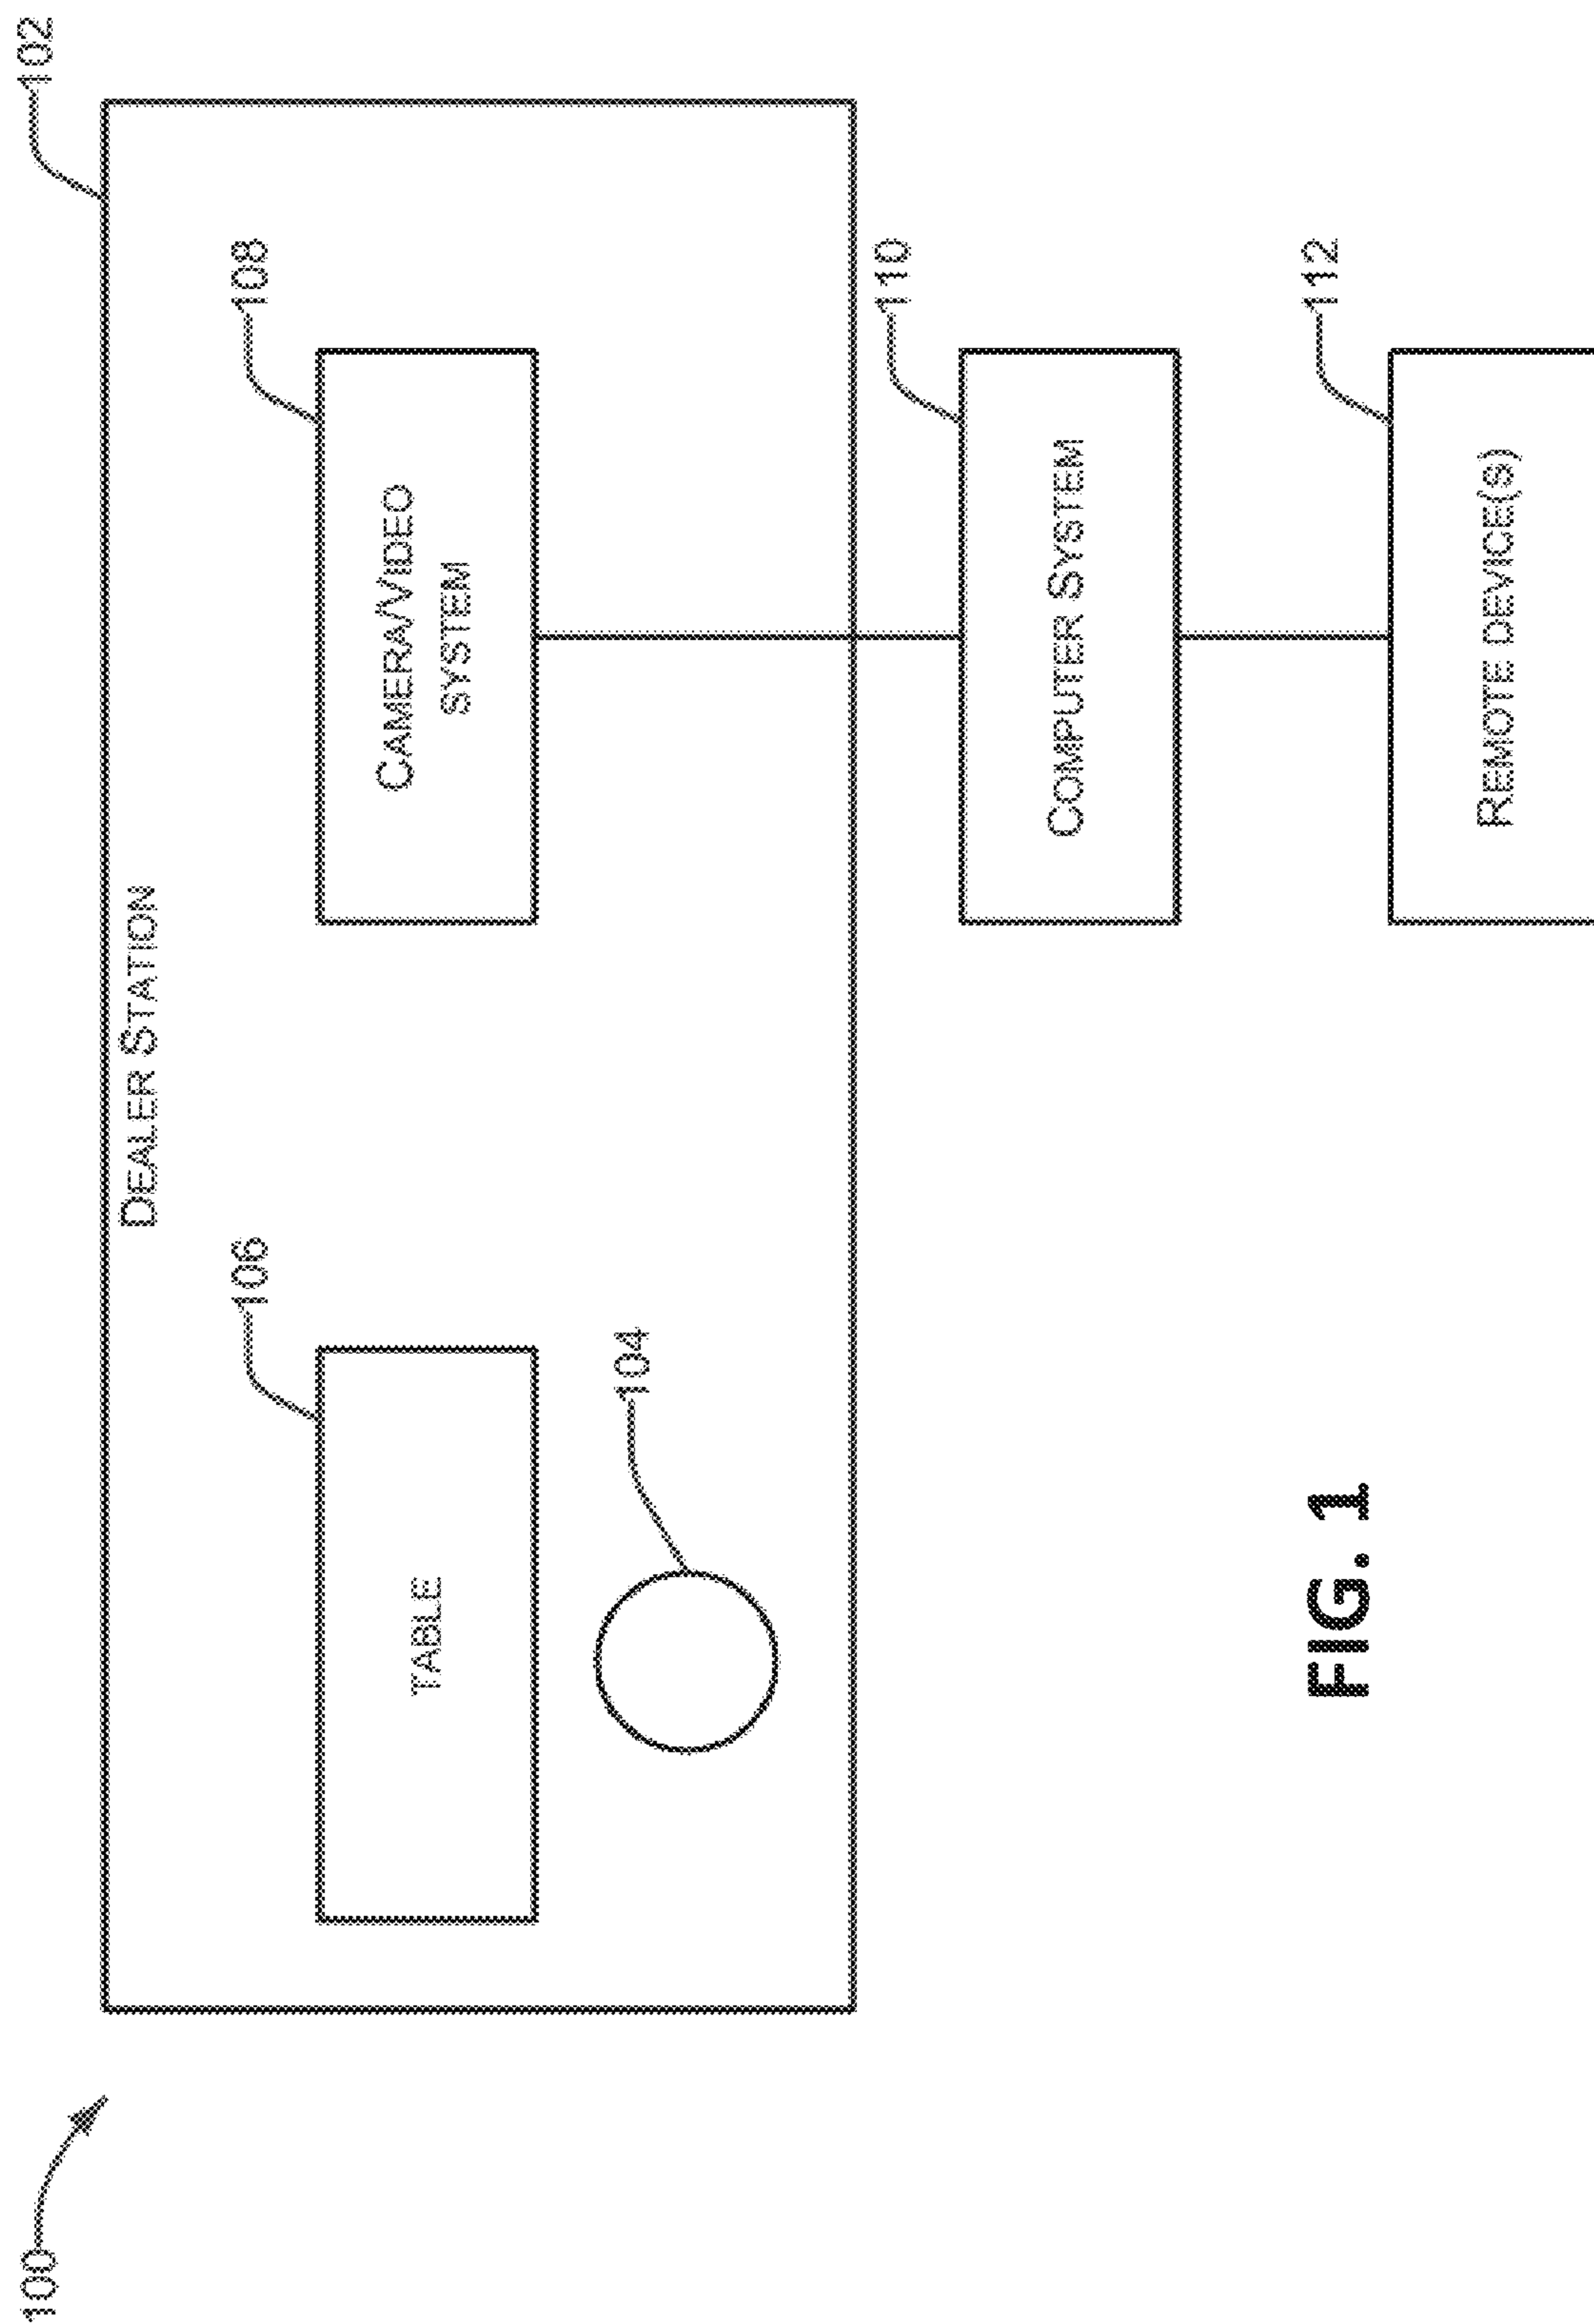 100
102
DEALER STATION
106
108
TABLE
CAMERA/VIDEO
SYSTEM
104
110
COMPUTER SYSTEM
112
REMOTE DEVICE(S)
FIG. 1